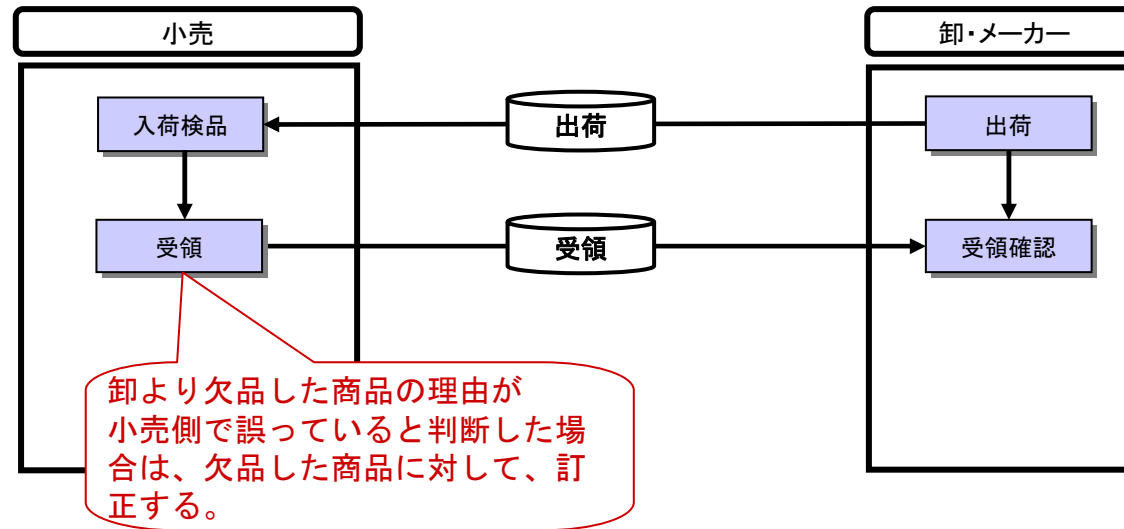 小売
卸・メーカー
入荷検品
出荷
出荷
受領
受領
受領確認
卸より欠品した商品の理由が
小売側で誤っていると判断した場
合は、欠品した商品に対して、訂
正する。